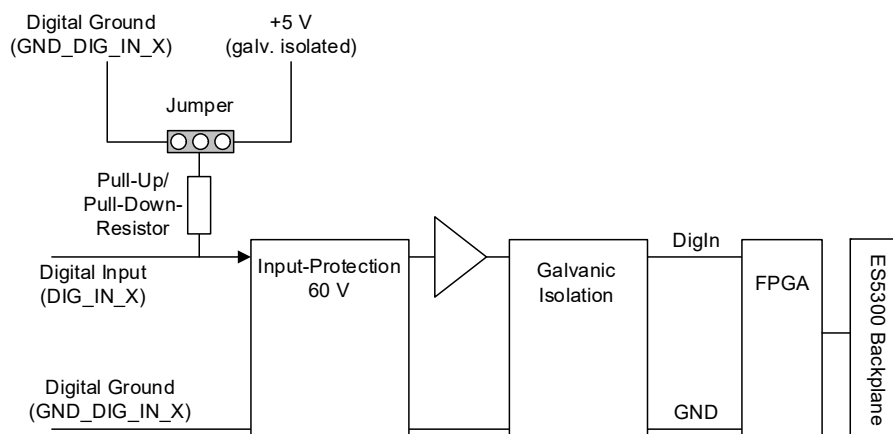 Digital Ground
(GND_DIG_IN_X)
+5 V
(galv. isolated)
Jumper
Pull-Up/
Pull-Down-
Resistor
Digital Input
(DIG_IN_X)
Input-Protection
60 V
Galvanic
Isolation
DigIn
FPGA
ES5300 Backplane
Digital Ground
(GND_DIG_IN_X)
GND